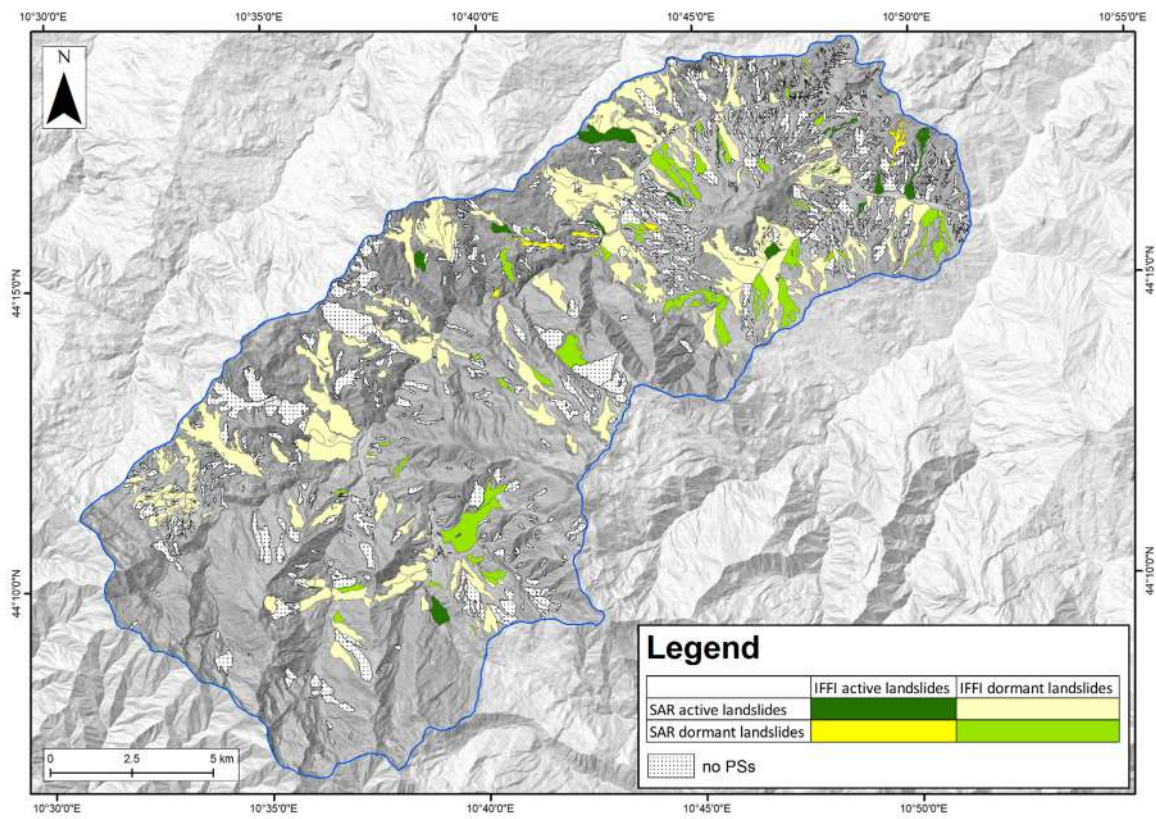 10°30'0"E 10°35'0"E 10°40'0"E 10°45'0"E 10°50'0"E 10°55'0"E
N
44°15'0"N 44°15'0"N
44°10'0"N 44°10'0"N
Legend
IFFI active landslides IFFI dormant landslides
SAR active landslides
SAR dormant landslides
no PSs
0 2.5 5 km
10°30'0"E 10°35'0"E 10°40'0"E 10°45'0"E 10°50'0"E